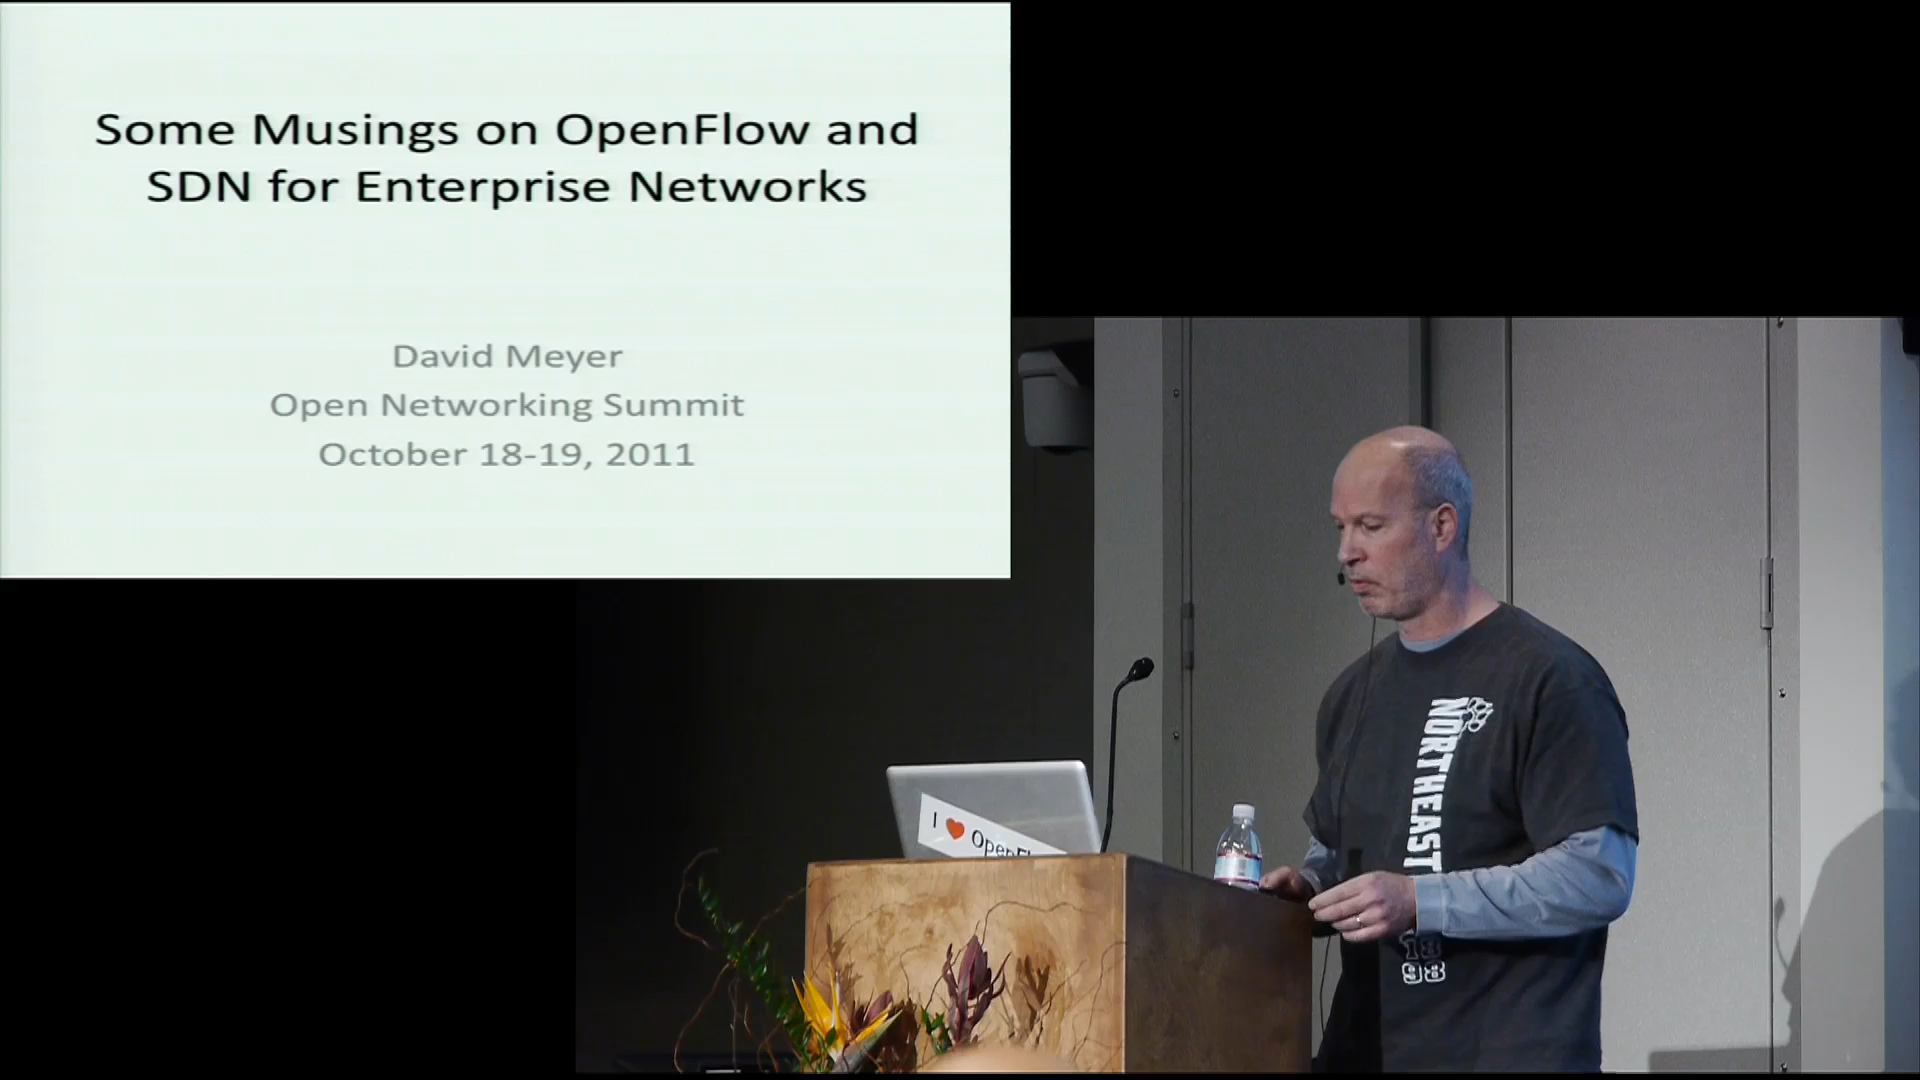 Some Musings on OpenFlow and
SDN for Enterprise Networks
David Meyer
Open Networking Summit
October 18-19, 2011
I ❤
NORTHEAST
18
98